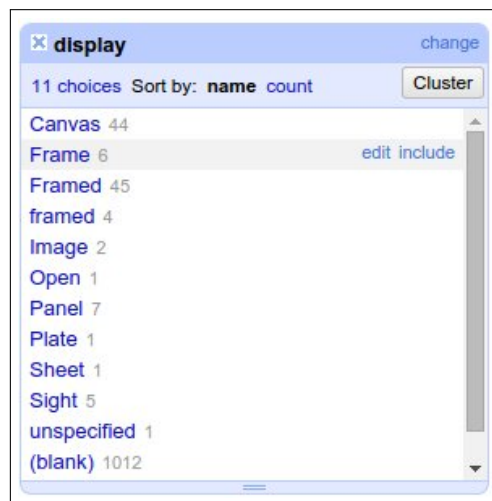 display change
11 choices Sort by: name count Cluster
Canvas 44
Frame 6 edit include
Framed 45
framed 4
Image 2
Open 1
Panel 7
Plate 1
Sheet 1
Sight 5
unspecified 1
(blank) 1012